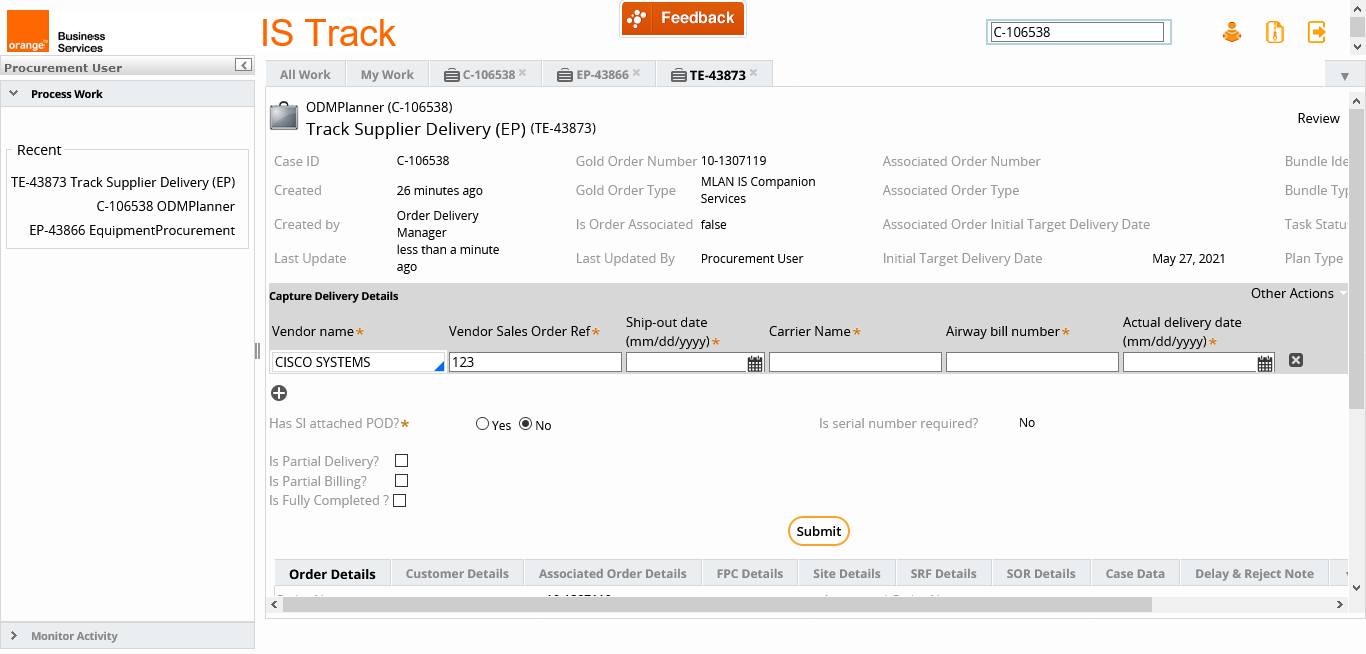 orange™
Business
Services
IS Track
Feedback
C-106538
Procurement User
Process Work
Recent
TE-43873 Track Supplier Delivery (EP)
C-106538 ODMPlanner
EP-43866 EquipmentProcurement
Monitor Activity
All Work
My Work
C-106538
EP-43866
TE-43873
ODMPlanner (C-106538)
Track Supplier Delivery (EP) (TE-43873)
Review
Case ID C-106538 Gold Order Number 10-1307119 Associated Order Number Bundle Ide
Created 26 minutes ago Gold Order Type MLAN IS Companion Services Associated Order Type Bundle Typ
Created by Order Delivery Manager Is Order Associated false Associated Order Initial Target Delivery Date Task Statu
Last Update less than a minute ago Last Updated By Procurement User Initial Target Delivery Date May 27, 2021 Plan Type
Capture Delivery Details
Other Actions
Vendor name* Vendor Sales Order Ref* Ship-out date (mm/dd/yyyy)* Carrier Name* Airway bill number* Actual delivery date (mm/dd/yyyy)*
CISCO SYSTEMS 123
Has SI attached POD?* Yes No Is serial number required? No
Is Partial Delivery?
Is Partial Billing?
Is Fully Completed ?
Submit
Order Details Customer Details Associated Order Details FPC Details Site Details SRF Details SOR Details Case Data Delay & Reject Note